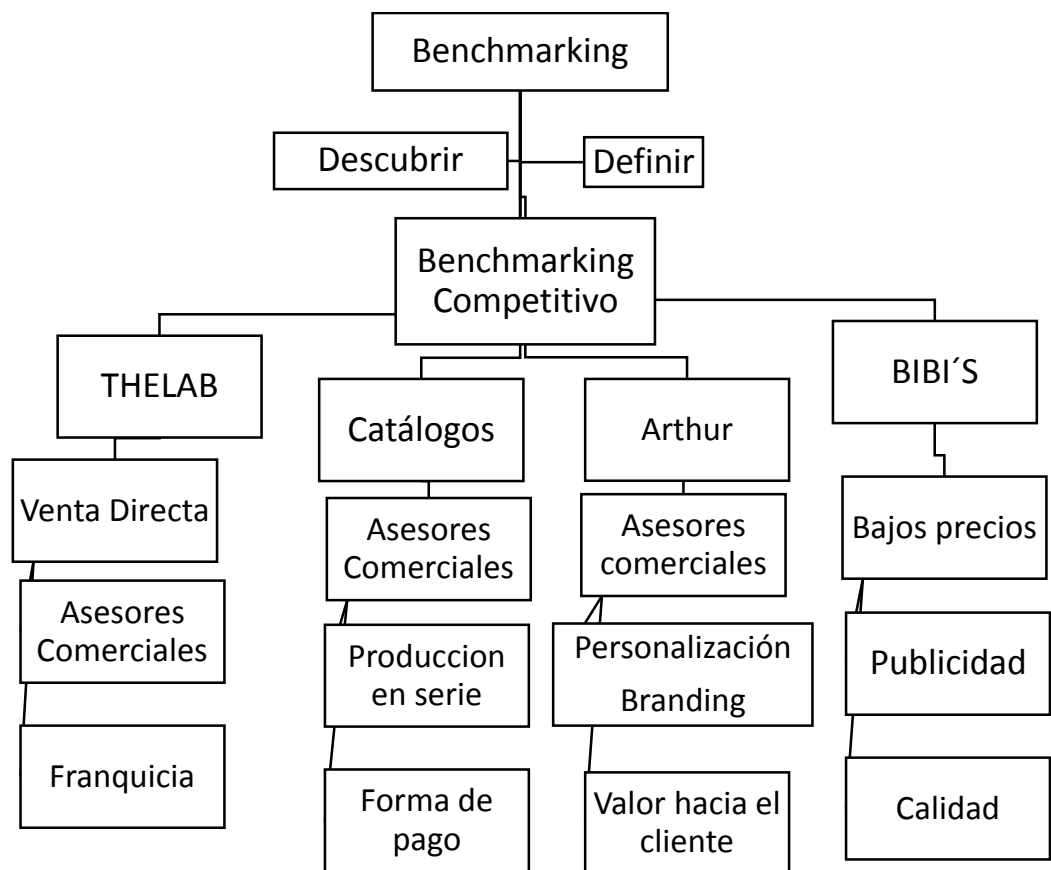 Benchmarking
Descubrir
Definir
Benchmarking
Competitivo
THELAB
Catálogos
Arthur
BIBI´S
Venta Directa
Asesores
Comerciales
Franquicia
Asesores
Comerciales
Produccion
en serie
Forma de
pago
Asesores
comerciales
Personalización
Branding
Valor hacia el
cliente
Bajos precios
Publicidad
Calidad